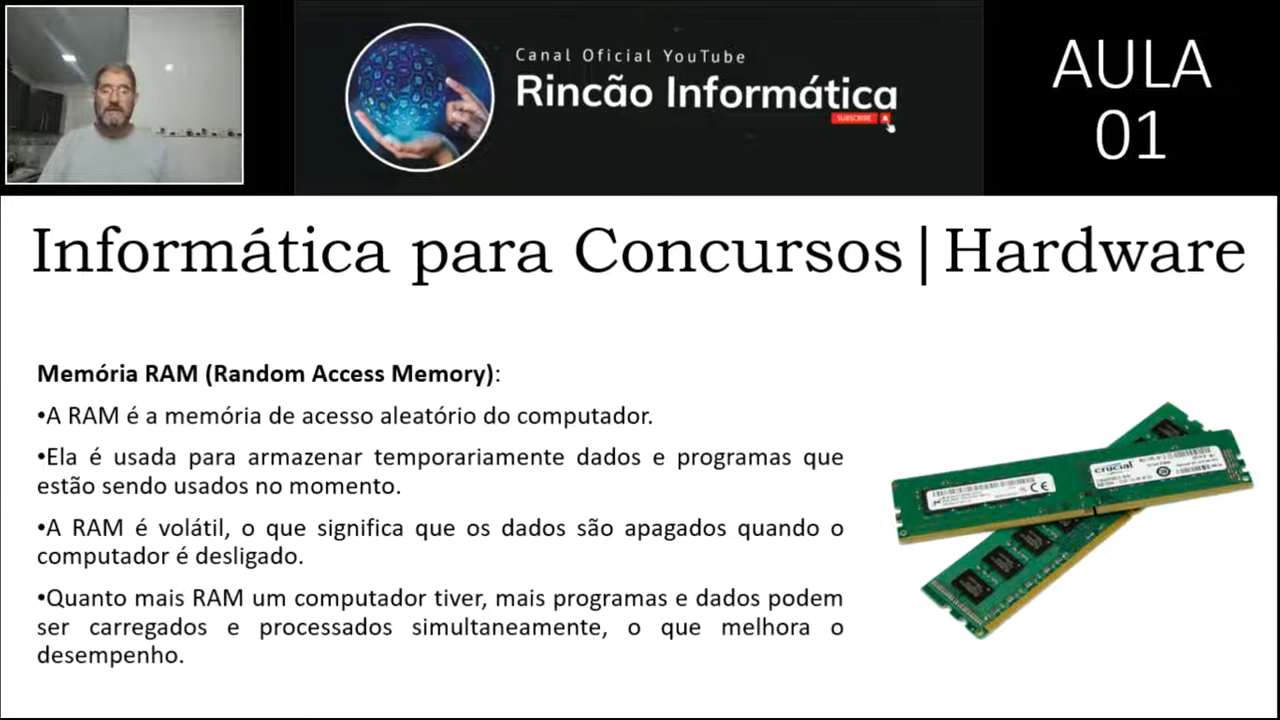 Canal Oficial YouTube
Rincão Informática
SUBSCRIBE
AULA
01
Informática para Concursos|Hardware
Memória RAM (Random Access Memory):
•A RAM é a memória de acesso aleatório do computador.
•Ela é usada para armazenar temporariamente dados e programas que
estão sendo usados no momento.
•A RAM é volátil, o que significa que os dados são apagados quando o
computador é desligado.
•Quanto mais RAM um computador tiver, mais programas e dados podem
ser carregados e processados simultaneamente, o que melhora o
desempenho.
crucial